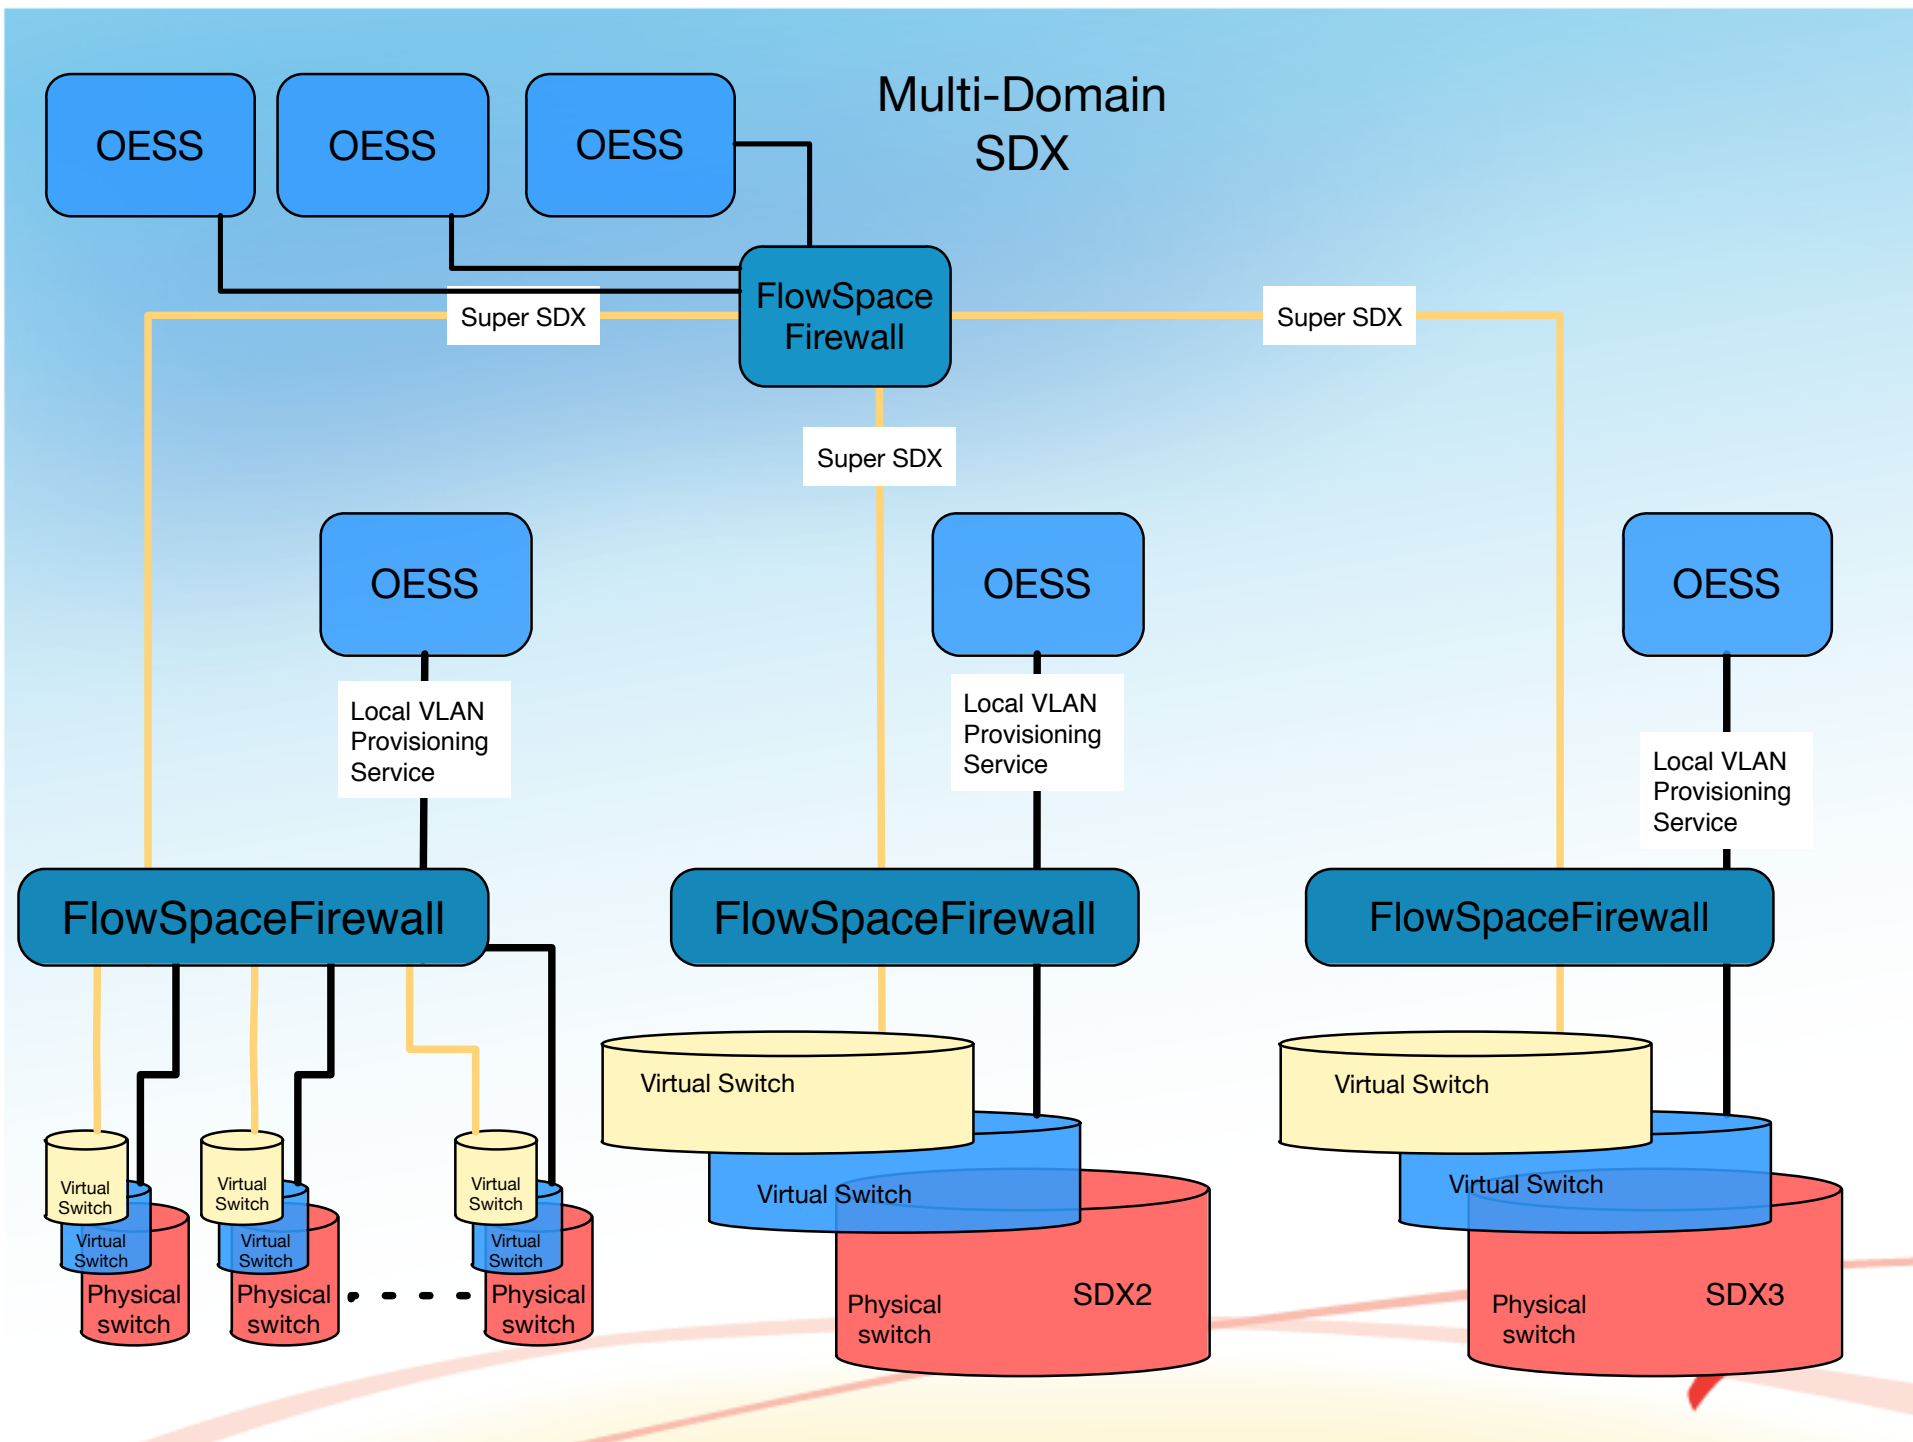 Multi-Domain
SDX
OESS
OESS
OESS
FlowSpace
Firewall
Super SDX
Super SDX
Super SDX
OESS
OESS
OESS
Local VLAN
Provisioning
Service
Local VLAN
Provisioning
Service
Local VLAN
Provisioning
Service
FlowSpaceFirewall
FlowSpaceFirewall
FlowSpaceFirewall
Virtual
Switch
Virtual
Switch
Physical
switch
Virtual
Switch
Virtual
Switch
Physical
switch
Virtual
Switch
Virtual
Switch
Physical
switch
Virtual Switch
Virtual Switch
SDX2
Physical
switch
Virtual Switch
Virtual Switch
SDX3
Physical
switch